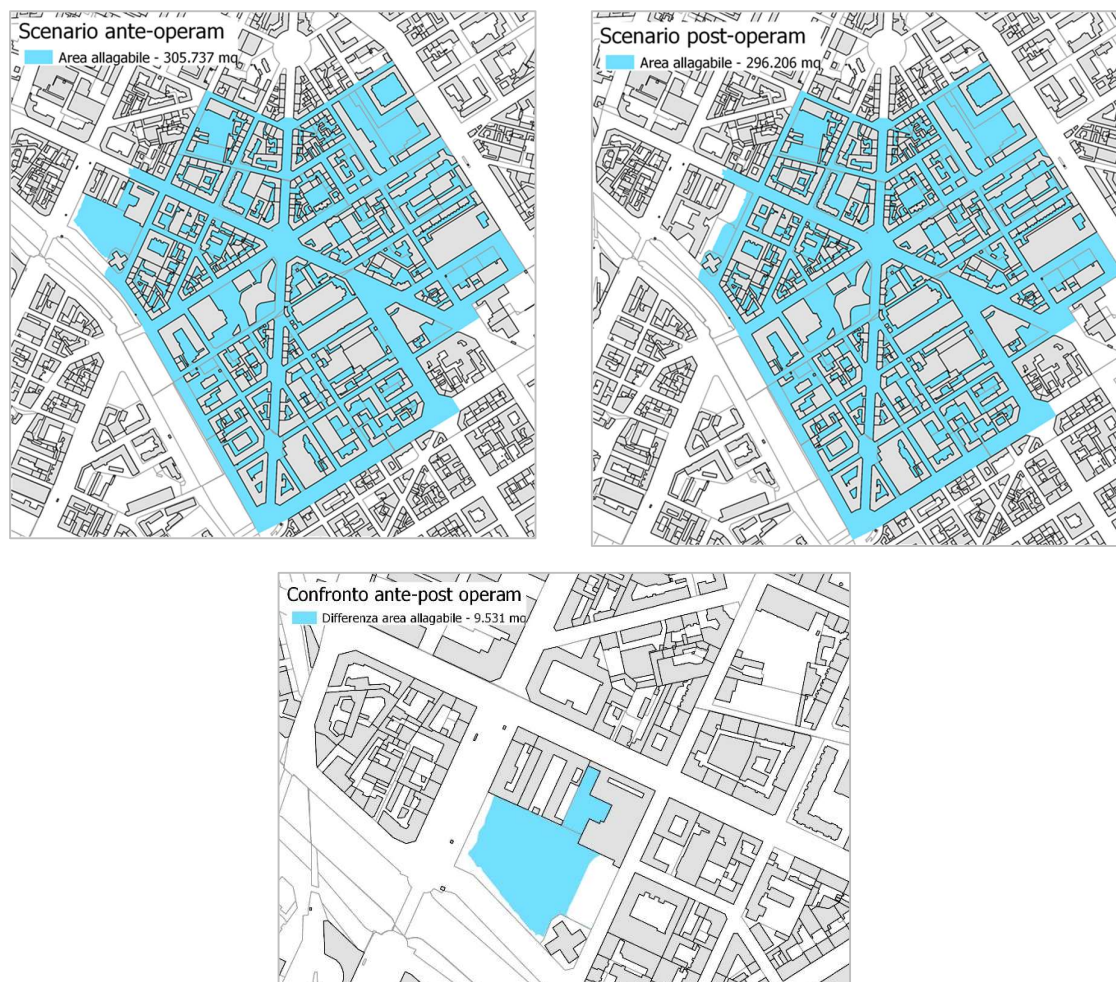 Scenario ante-operam
Area allagabile - 305.737 mq
Scenario post-operam
Area allagabile - 296.206 mq
Confronto ante-post operam
Differenza area allagabile - 9.531 mq